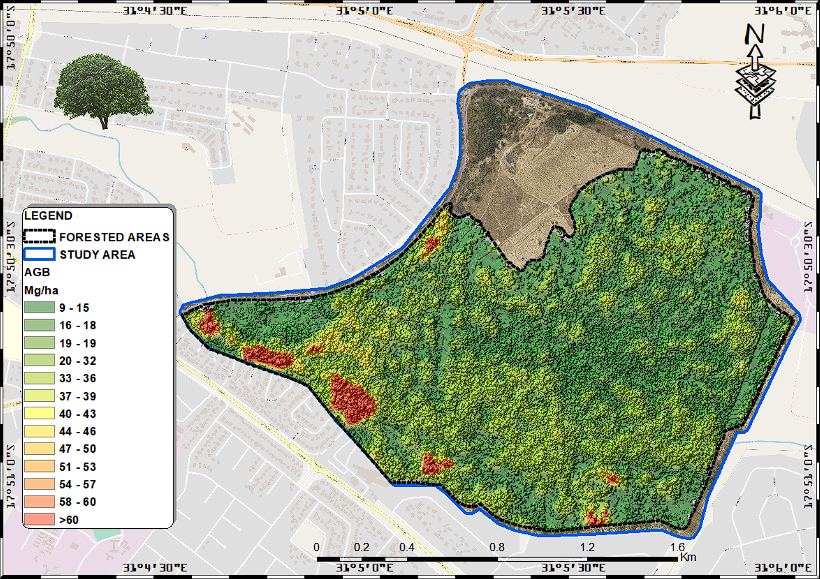 31°4'30"E 31°5'0"E 31°5'30"E 31°6'0"E
N
17°50'0"S 17°50'0"S
17°50'30"S 17°50'30"S
17°51'0"S 17°51'0"S
LEGEND
FORESTED AREAS
STUDY AREA
AGB
Mg/ha
9 - 15
16 - 18
19 - 19
20 - 32
33 - 36
37 - 39
40 - 43
44 - 46
47 - 50
51 - 53
54 - 57
58 - 60
>60
0 0.2 0.4 0.8 1.2 1.6
Km
31°4'30"E 31°5'0"E 31°5'30"E 31°6'0"E